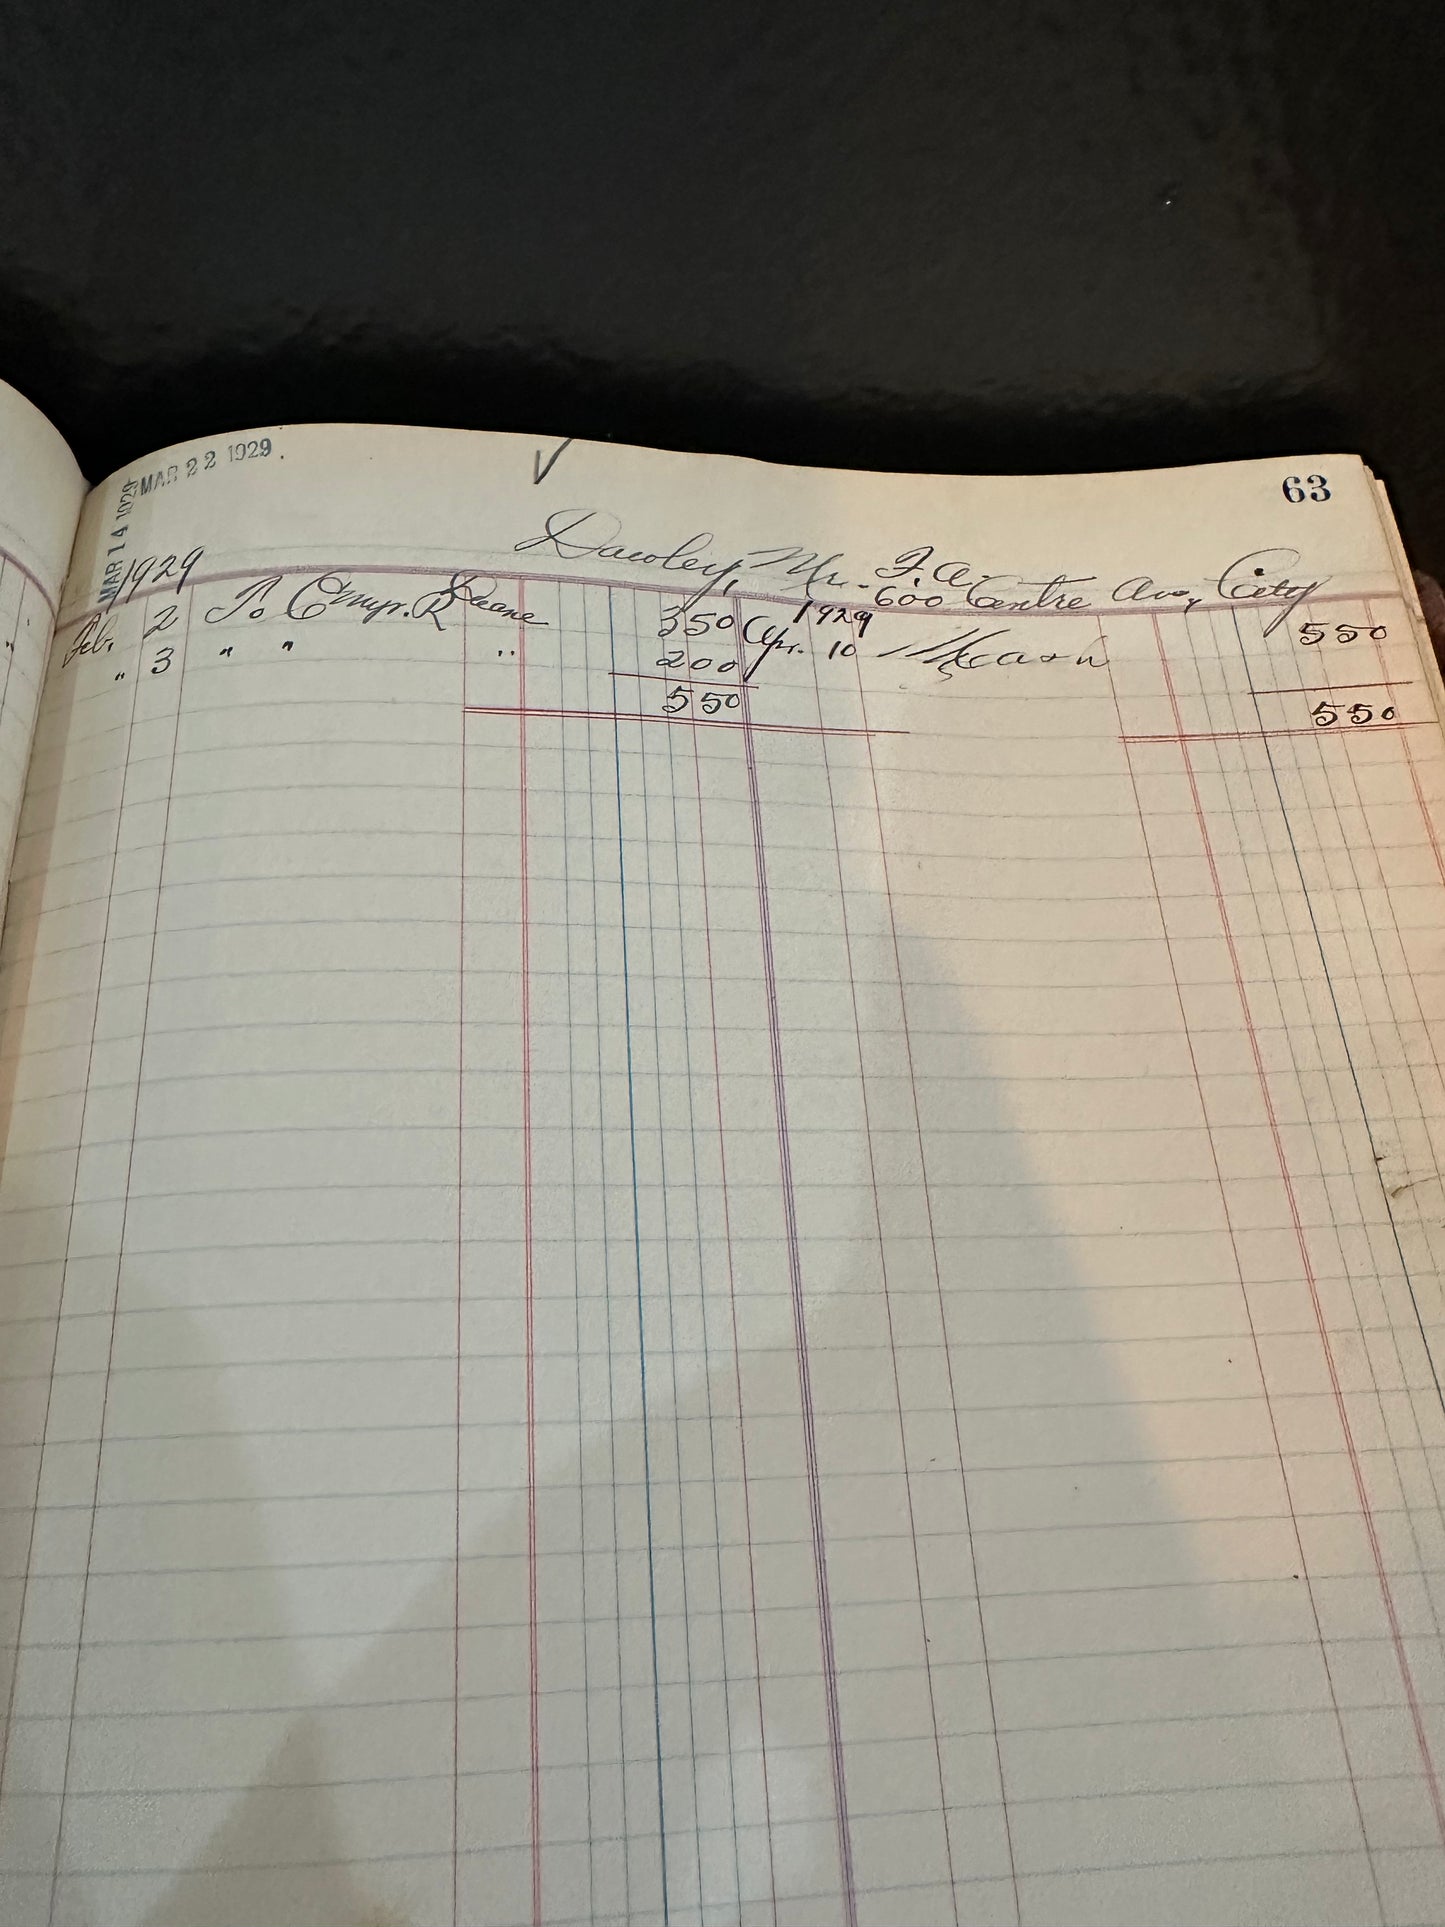 MAR 22 1929.
MAR 14 1929
63
Dawley, Mr. F. A.
600 Centre Ave, City
1929
Feb. 2 To Empr. R 350
" 3 " " " 200
550
1929
Apr. 10 Cash 550
550